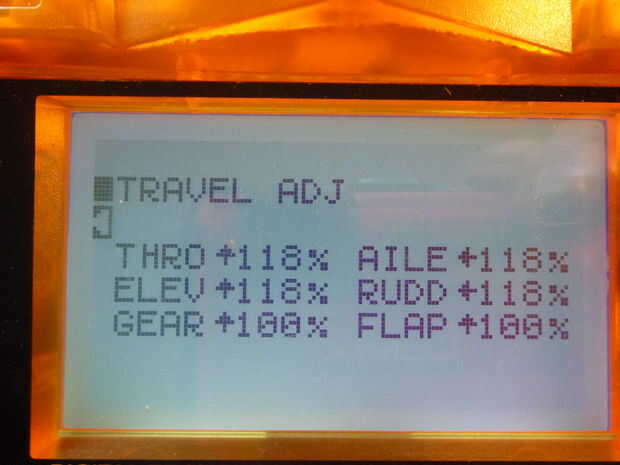 TRAVEL ADJ
THRO ↑118% AILE ←118%
ELEV ↑118% RUDD ←118%
GEAR ↑100% FLAP ↑100%